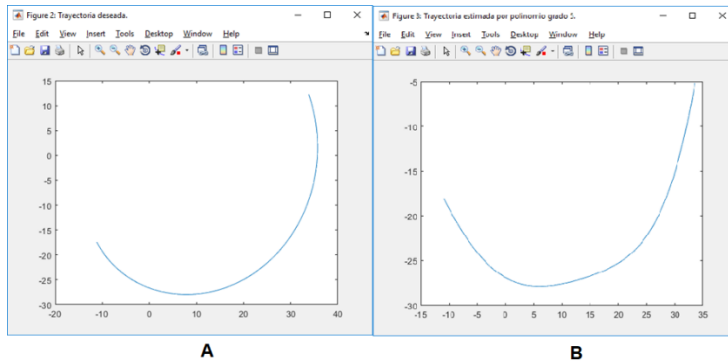 Figure 2: Trayectoria deseada.
File Edit View Insert Tools Desktop Window Help
15
10
5
0
-5
-10
-15
-20
-25
-30
-20 -10 0 10 20 30 40
A
Figure 3: Trayectoria estimada por polinomio grado 5.
File Edit View Insert Tools Desktop Window Help
-5
-10
-15
-20
-25
-30
-15 -10 -5 0 5 10 15 20 25 30 35
B